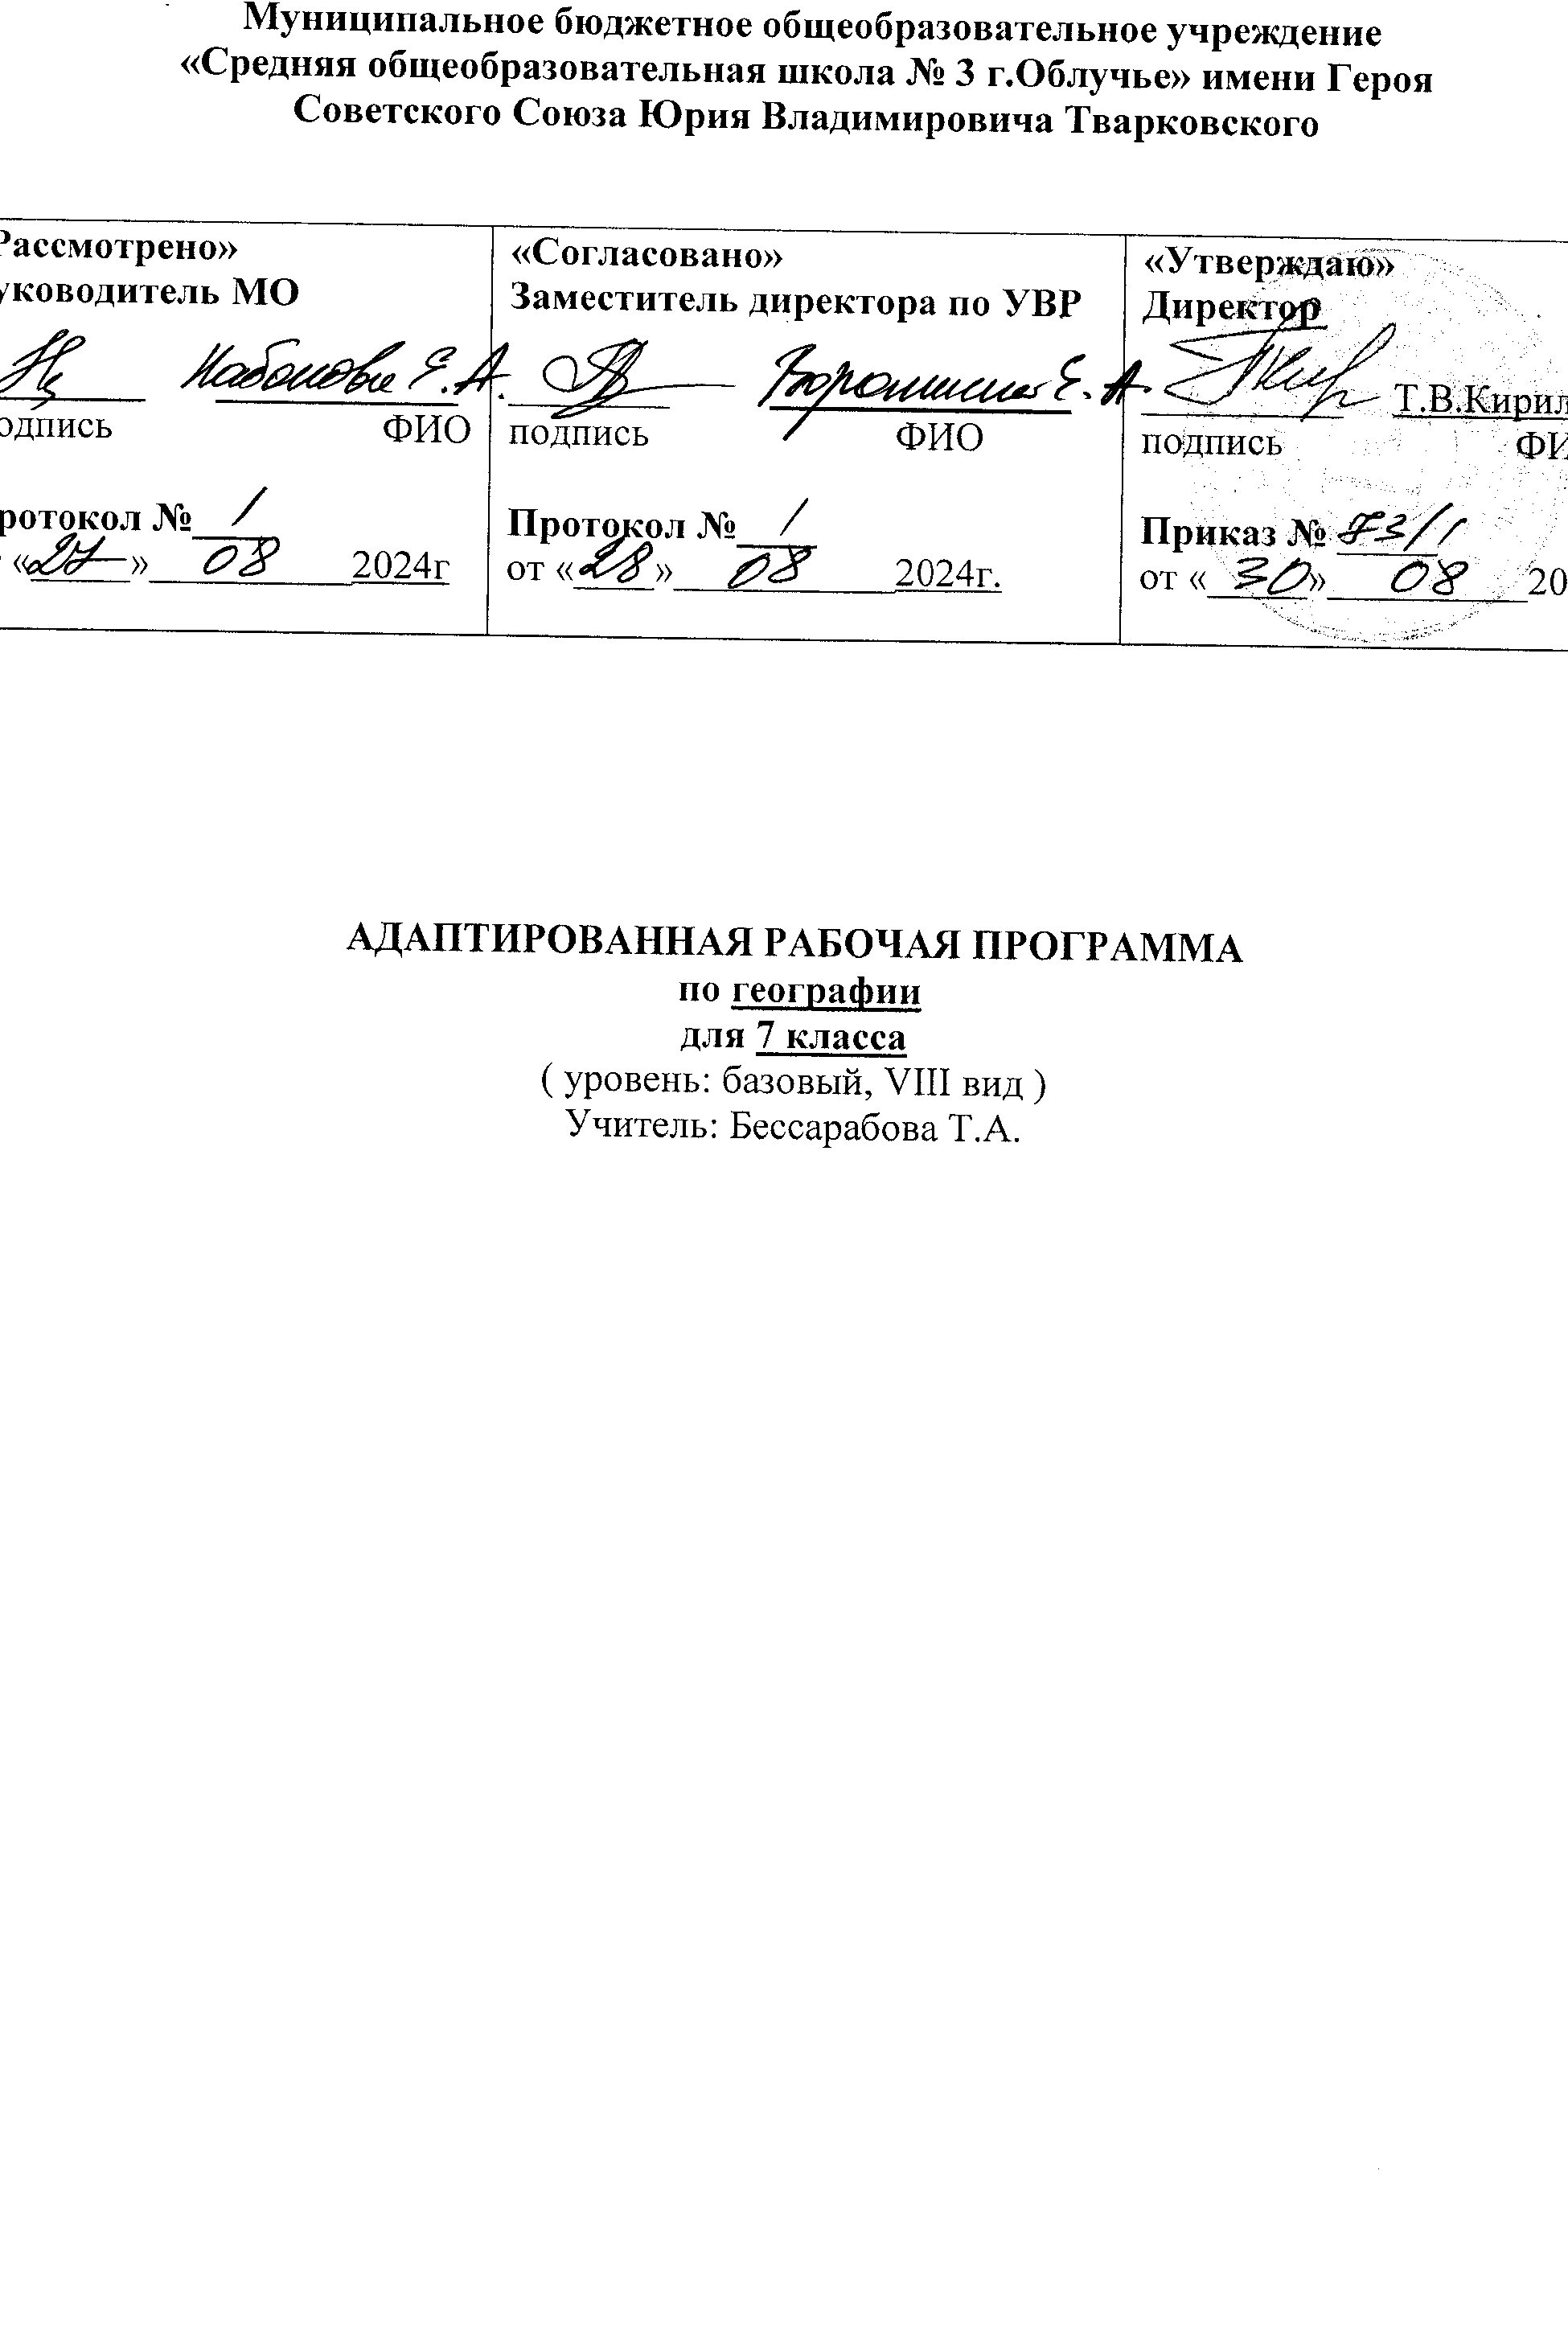 Муниципальное бюджетное общеобразовательное учреждение
«Средняя общеобразовательная школа № 3 г.Облучье» имени Героя
Советского Союза Юрия Владимировича Тварковского
Рассмотрено»
уководитель МО
Е.А.
одпись ФИО
ротокол № 1
«27» 08 2024г
«Согласовано»
Заместитель директора по УВР
Е.А.
подпись ФИО
Протокол № 1
от «28» 08 2024г.
«Утверждаю»
Директор
Т.В.Кирил
подпись ФИ
Приказ № 73/1
от «30» 08 20
АДАПТИРОВАННАЯ РАБОЧАЯ ПРОГРАММА
по географии
для 7 класса
( уровень: базовый, VIII вид )
Учитель: Бессарабова Т.А.